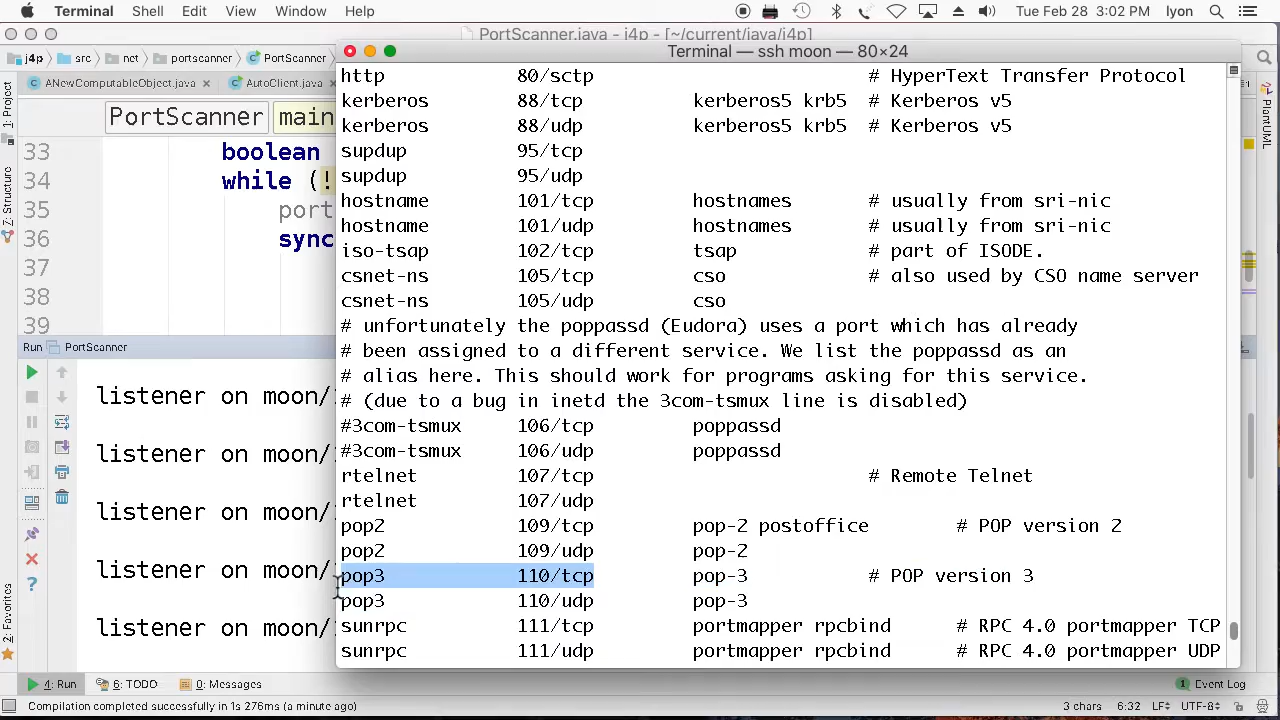 Terminal Shell Edit View Window Help Tue Feb 28 3:02 PM lyon
PortScanner.java - j4p - [~/current/java/j4p]
j4p src net portscanner PortScanner
Terminal — ssh moon — 80×24
ANewComputableObject.java AutoClient.java
PortScanner main
1: Project
7: Structure
2: Favorites
PlantUML
33 boolean
34 while (!
35 port
36 sync
37
38
39
Run PortScanner
listener on moon/
listener on moon/
listener on moon/
listener on moon/
listener on moon/
http 80/sctp # HyperText Transfer Protocol
kerberos 88/tcp kerberos5 krb5 # Kerberos v5
kerberos 88/udp kerberos5 krb5 # Kerberos v5
supdup 95/tcp
supdup 95/udp
hostname 101/tcp hostnames # usually from sri-nic
hostname 101/udp hostnames # usually from sri-nic
iso-tsap 102/tcp tsap # part of ISODE.
csnet-ns 105/tcp cso # also used by CSO name server
csnet-ns 105/udp cso
# unfortunately the poppassd (Eudora) uses a port which has already
# been assigned to a different service. We list the poppassd as an
# alias here. This should work for programs asking for this service.
# (due to a bug in inetd the 3com-tsmux line is disabled)
#3com-tsmux 106/tcp poppassd
#3com-tsmux 106/udp poppassd
rtelnet 107/tcp # Remote Telnet
rtelnet 107/udp
pop2 109/tcp pop-2 postoffice # POP version 2
pop2 109/udp pop-2
pop3 110/tcp pop-3 # POP version 3
pop3 110/udp pop-3
sunrpc 111/tcp portmapper rpcbind # RPC 4.0 portmapper TCP
sunrpc 111/udp portmapper rpcbind # RPC 4.0 portmapper UDP
4: Run 6: TODO 0: Messages 1 Event Log
Compilation completed successfully in 1s 276ms (a minute ago) 3 chars 6:32 LF÷ UTF-8÷